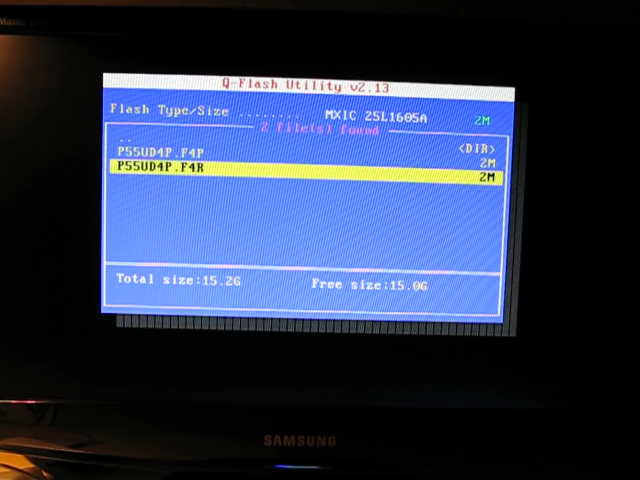 Q-Flash Utility v2.13
Flash Type/Size ........ MXIC 25L1605A 2M
2 file(s) found
.. <DIR>
P55UD4P.F4P 2M
P55UD4P.F4R 2M
Total size:15.2G Free size:15.0G
SAMSUNG